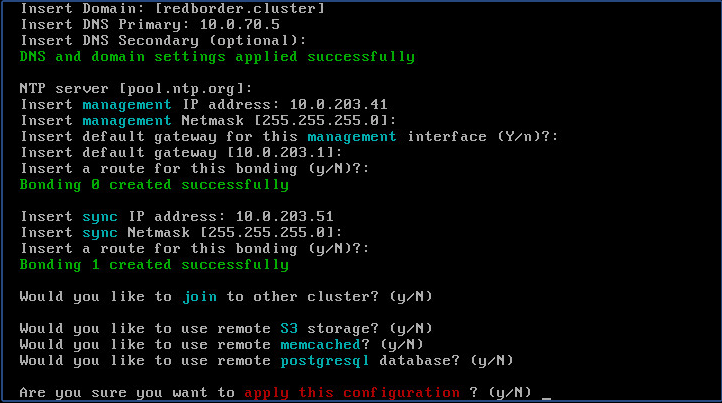 Insert Domain: [redborder.cluster]
Insert DNS Primary: 10.0.70.5
Insert DNS Secondary (optional):
DNS and domain settings applied successfully
NTP server [pool.ntp.org]:
Insert management IP address: 10.0.203.41
Insert management Netmask [255.255.255.0]:
Insert default gateway for this management interface (Y/n)?:
Insert default gateway [10.0.203.1]:
Insert a route for this bonding (y/N)?:
Bonding 0 created successfully
Insert sync IP address: 10.0.203.51
Insert sync Netmask [255.255.255.0]:
Insert a route for this bonding (y/N)?:
Bonding 1 created successfully
Would you like to join to other cluster? (y/N)
Would you like to use remote S3 storage? (y/N)
Would you like to use remote memcached? (y/N)
Would you like to use remote postgresql database? (y/N)
Are you sure you want to apply this configuration ? (y/N) _